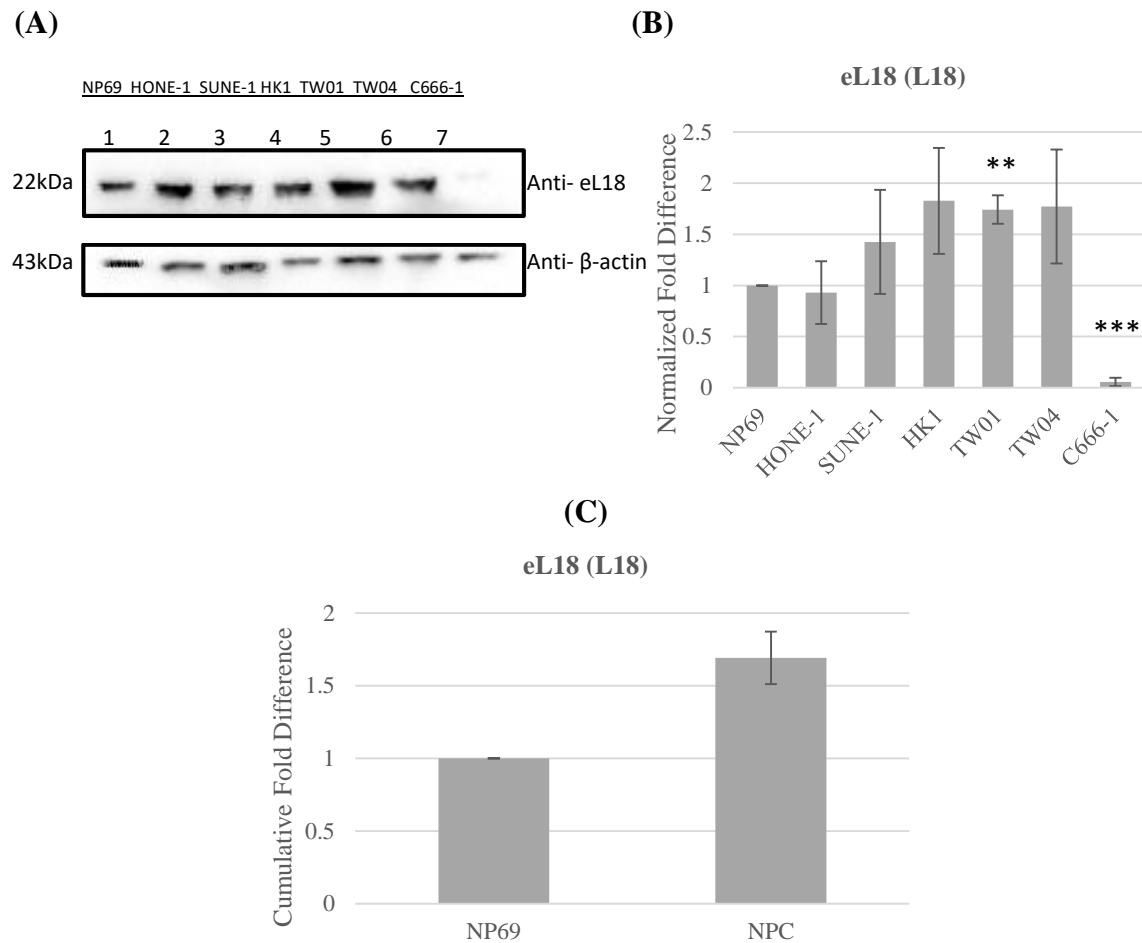 (A)
NP69 HONE-1 SUNE-1 HK1 TW01 TW04 C666-1
1 2 3 4 5 6 7
22kDa
Anti- eL18
43kDa
Anti- β-actin
(B)
eL18 (L18)
Normalized Fold Difference
2.5
2
1.5
1
0.5
0
**
***
NP69
HONE-1
SUNE-1
HK1
TW01
TW04
C666-1
(C)
eL18 (L18)
Cumulative Fold Difference
2
1.5
1
0.5
0
NP69
NPC